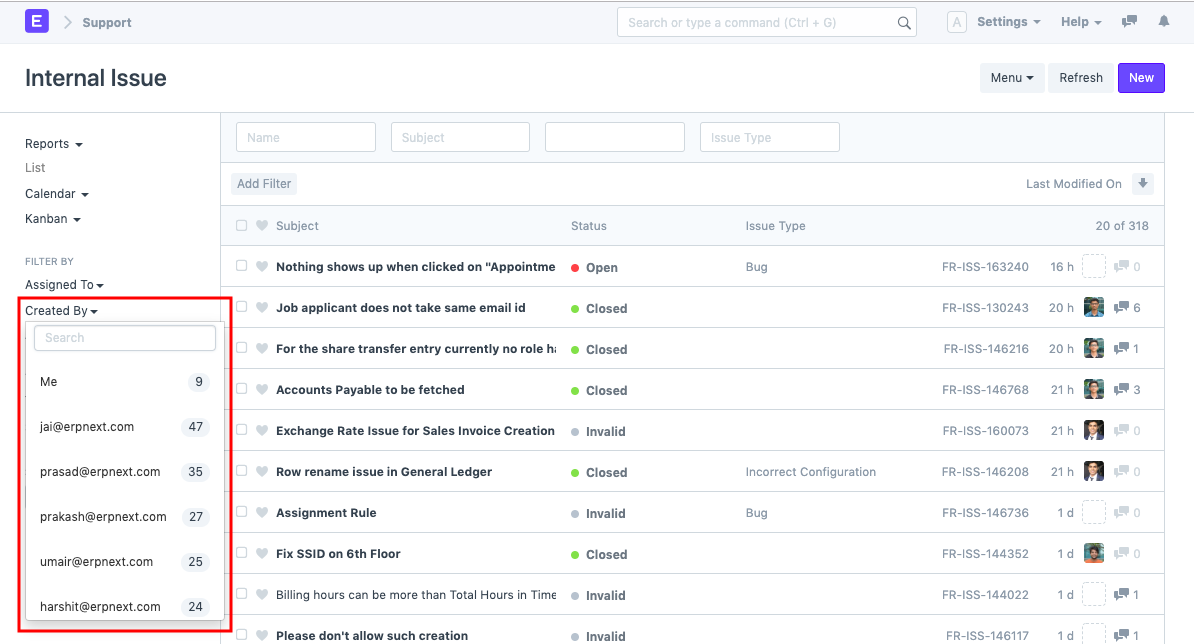 E Support Search or type a command (Ctrl + G) A Settings Help
Internal Issue Menu Refresh New
Reports
List
Calendar
Kanban
FILTER BY
Assigned To
Created By
Search
Me 9
jai@erpnext.com 47
prasad@erpnext.com 35
prakash@erpnext.com 27
umair@erpnext.com 25
harshit@erpnext.com 24
Name Subject Issue Type
Add Filter Last Modified On
Subject Status Issue Type 20 of 318
Nothing shows up when clicked on "Appointme Open Bug FR-ISS-163240 16 h 0
Job applicant does not take same email id Closed FR-ISS-130243 20 h 6
For the share transfer entry currently no role ha Closed FR-ISS-146216 20 h 1
Accounts Payable to be fetched Closed FR-ISS-146768 21 h 3
Exchange Rate Issue for Sales Invoice Creation Invalid FR-ISS-160073 21 h 0
Row rename issue in General Ledger Closed Incorrect Configuration FR-ISS-146208 21 h 0
Assignment Rule Invalid Bug FR-ISS-146736 1 d 0
Fix SSID on 6th Floor Closed FR-ISS-144352 1 d 0
Billing hours can be more than Total Hours in Time Invalid FR-ISS-144022 1 d 1
Please don't allow such creation Invalid FR-ISS-146117 1 d 1